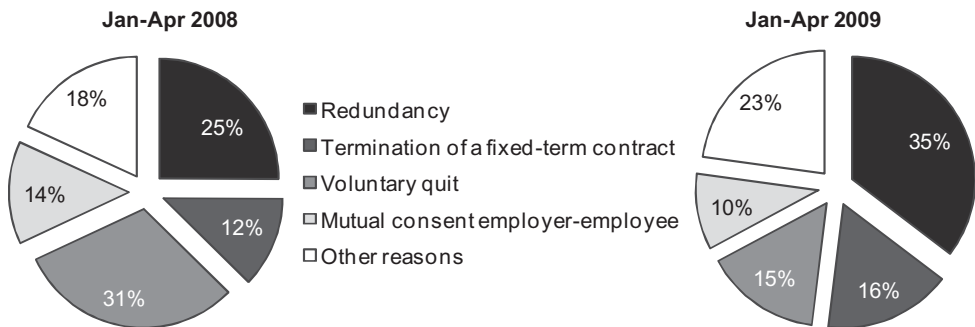 Jan-Apr 2008
Jan-Apr 2009
18%
25%
14%
12%
31%
Redundancy
Termination of a fixed-term contract
Voluntary quit
Mutual consent employer-employee
Other reasons
23%
35%
10%
15%
16%